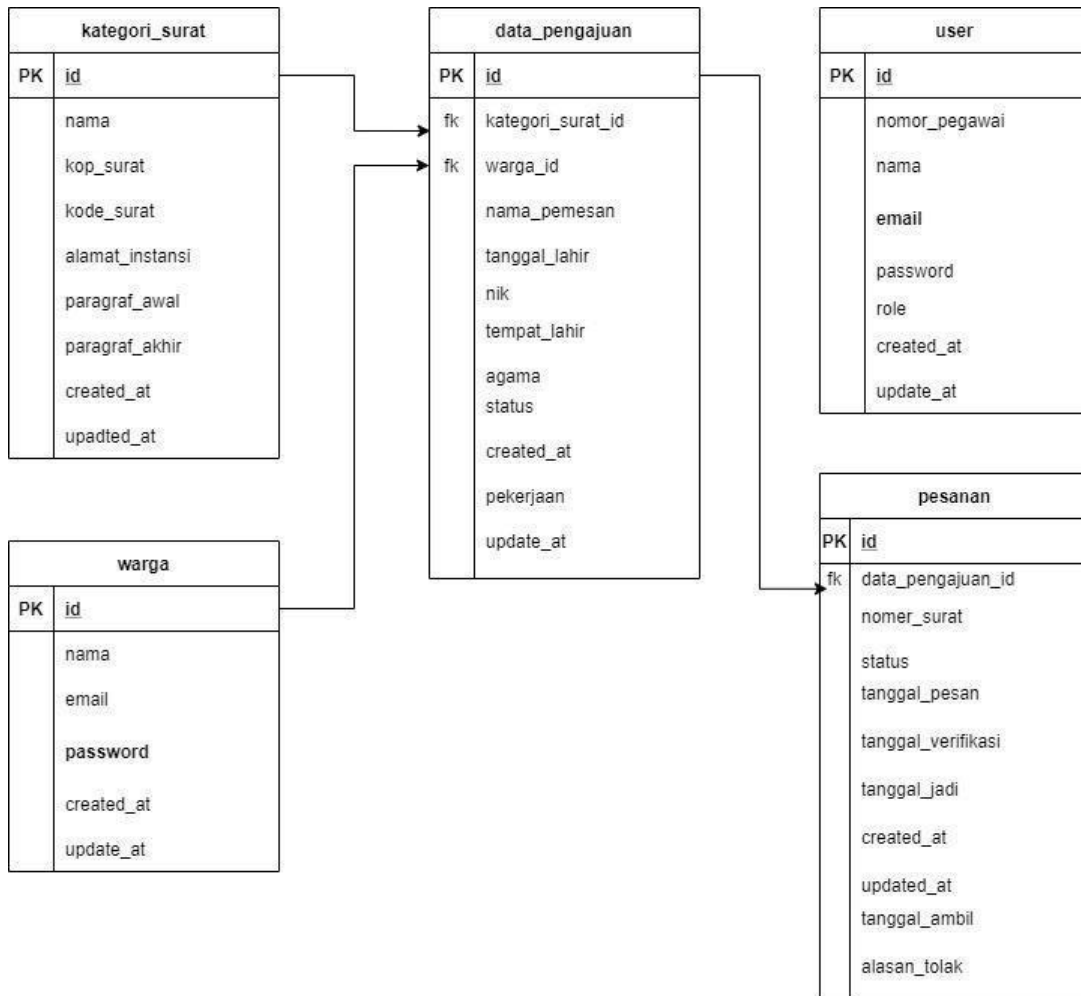 kategori_surat
PK id
nama
kop_surat
kode_surat
alamat_instansi
paragraf_awal
paragraf_akhir
created_at
upadted_at
data_pengajuan
PK id
fk kategori_surat_id
fk warga_id
nama_pemesan
tanggal_lahir
nik
tempat_lahir
agama
status
created_at
pekerjaan
update_at
user
PK id
nomor_pegawai
nama
email
password
role
created_at
update_at
warga
PK id
nama
email
password
created_at
update_at
pesanan
PK id
fk data_pengajuan_id
nomer_surat
status
tanggal_pesan
tanggal_verifikasi
tanggal_jadi
created_at
updated_at
tanggal_ambil
alasan_tolak